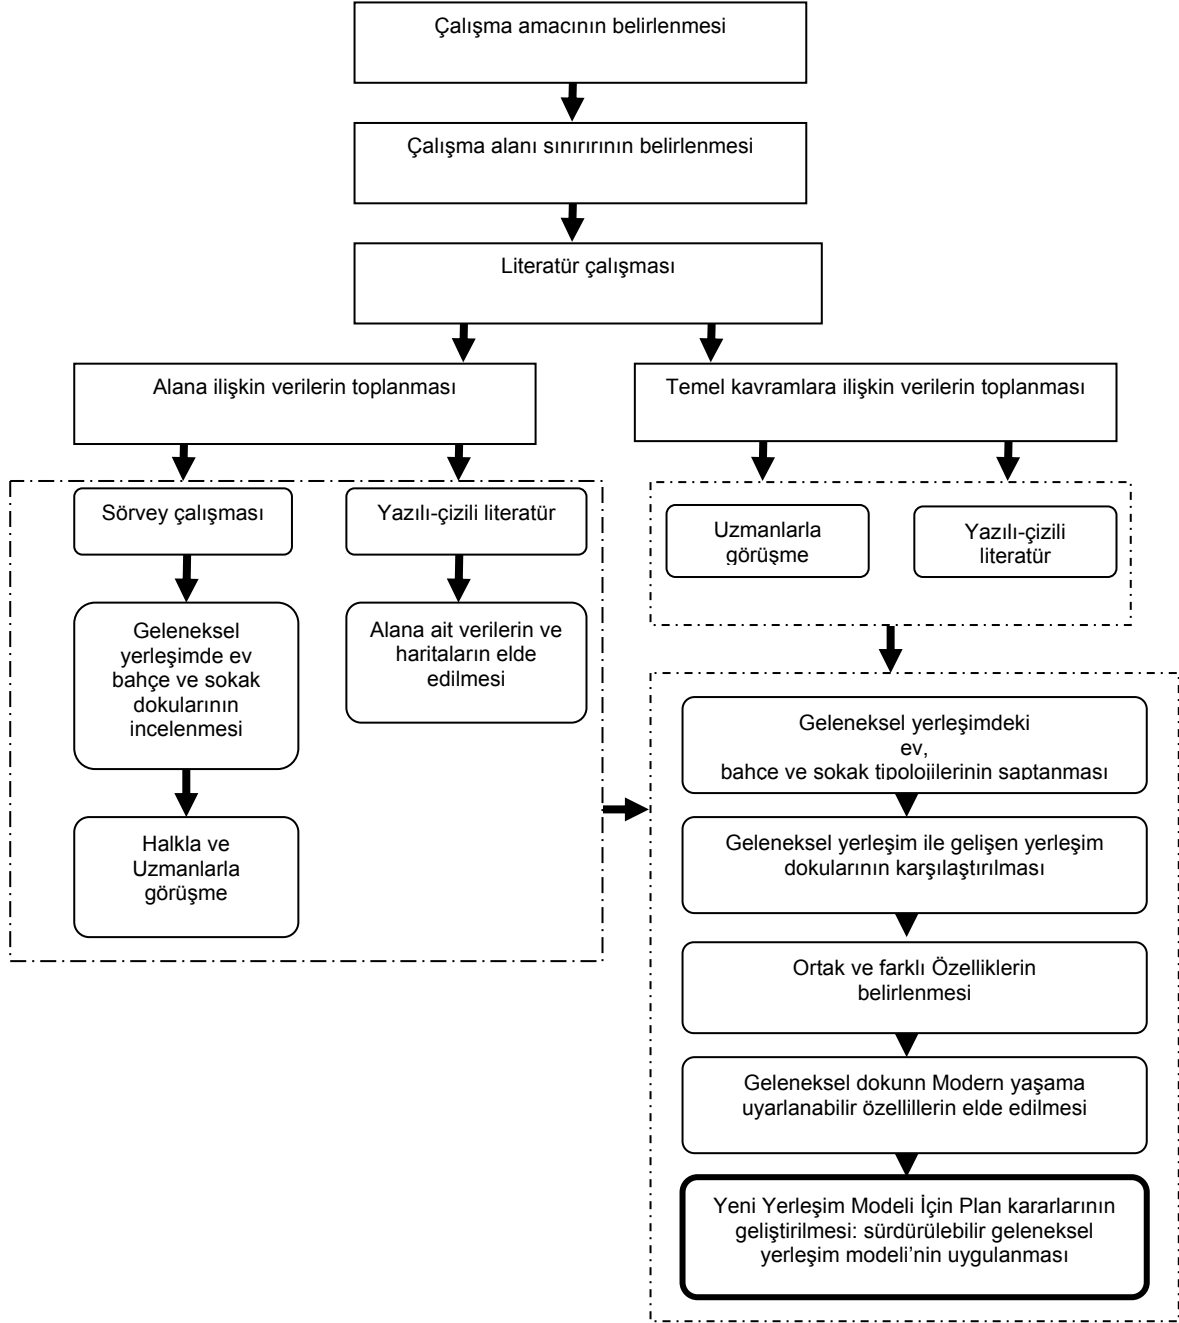 Çalışma amacının belirlenmesi
Çalışma alanı sınırırının belirlenmesi
Literatür çalışması
Alana ilişkin verilerin toplanması
Temel kavramlara ilişkin verilerin toplanması
Sörvey çalışması
Yazılı-çizili literatür
Geleneksel
yerleşimde ev
bahçe ve sokak
dokularının
incelenmesi
Alana ait verilerin ve
haritaların elde
edilmesi
Halkla ve
Uzmanlarla
görüşme
Uzmanlarla
görüşme
Yazılı-çizili
literatür
Geleneksel yerleşimdeki
ev,
bahçe ve sokak tipolojilerinin saptanması
Geleneksel yerleşim ile gelişen yerleşim
dokularının karşılaştırılması
Ortak ve farklı Özelliklerin
belirlenmesi
Geleneksel dokunn Modern yaşama
uyarlanabilir özellillerin elde edilmesi
Yeni Yerleşim Modeli İçin Plan kararlarının
geliştirilmesi: sürdürülebilir geleneksel
yerleşim modeli’nin uygulanması